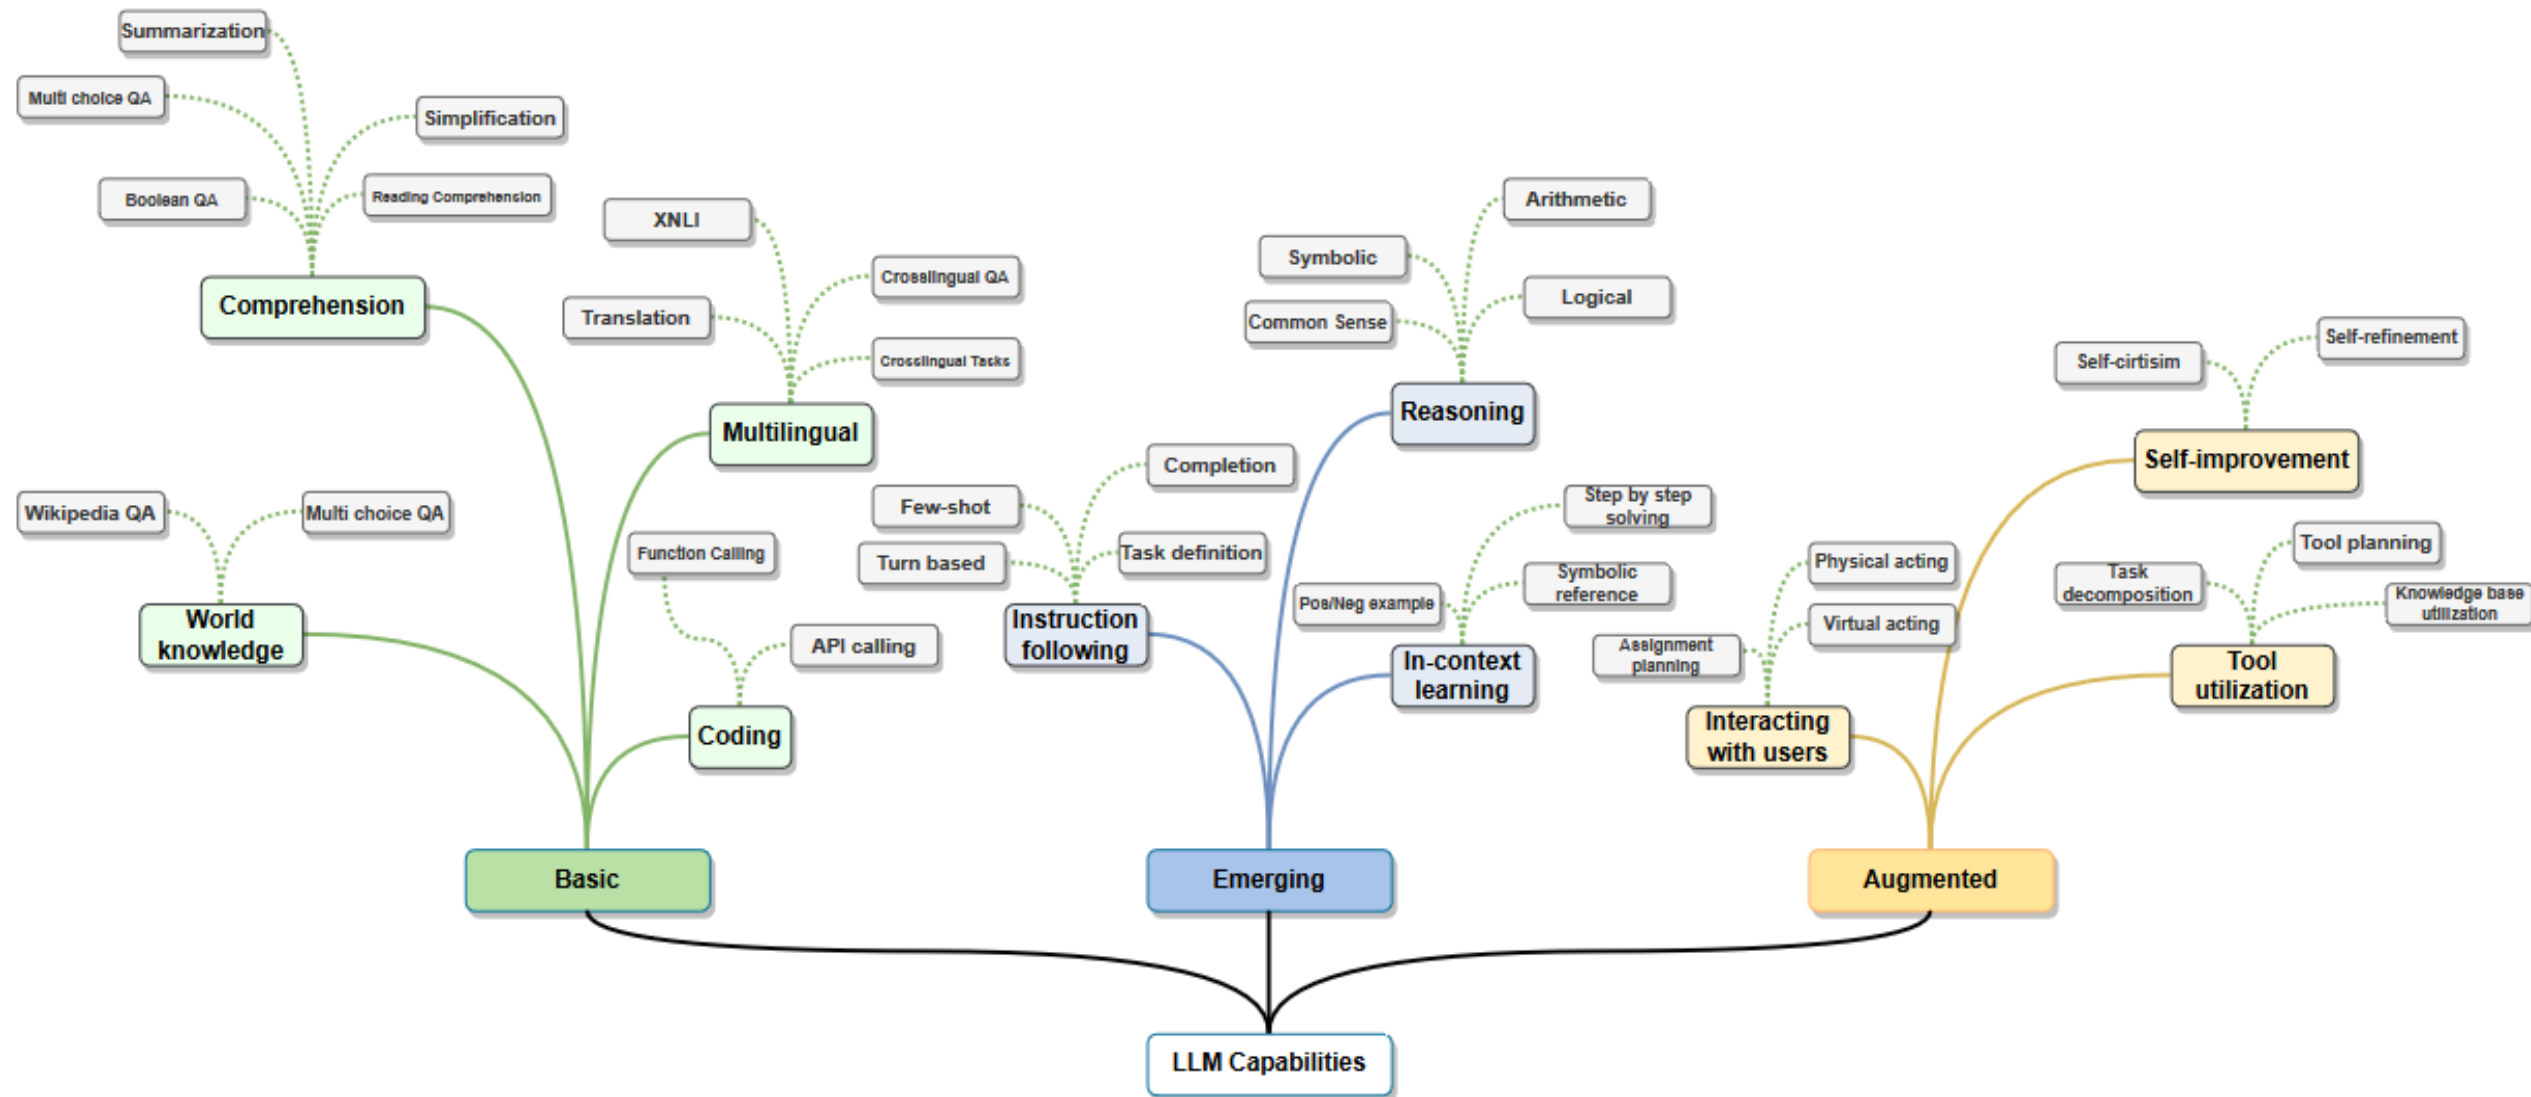 Summarization
Multi choice QA
Simplification
Boolean QA
Reading Comprehension
Comprehension
XNLI
Crosslingual QA
Translation
Crosslingual Tasks
Multilingual
Wikipedia QA
Multi choice QA
World
knowledge
Function Calling
API calling
Coding
Basic
Arithmetic
Symbolic
Logical
Common Sense
Reasoning
Completion
Few-shot
Turn based
Task definition
Instruction
following
Step by step
solving
Symbolic
reference
Pos/Neg example
In-context
learning
Emerging
Self-cirtisim
Self-refinement
Self-improvement
Physical acting
Virtual acting
Assignment
planning
Interacting
with users
Tool planning
Task
decomposition
Knowledge base
utilization
Tool
utilization
Augmented
LLM Capabilities